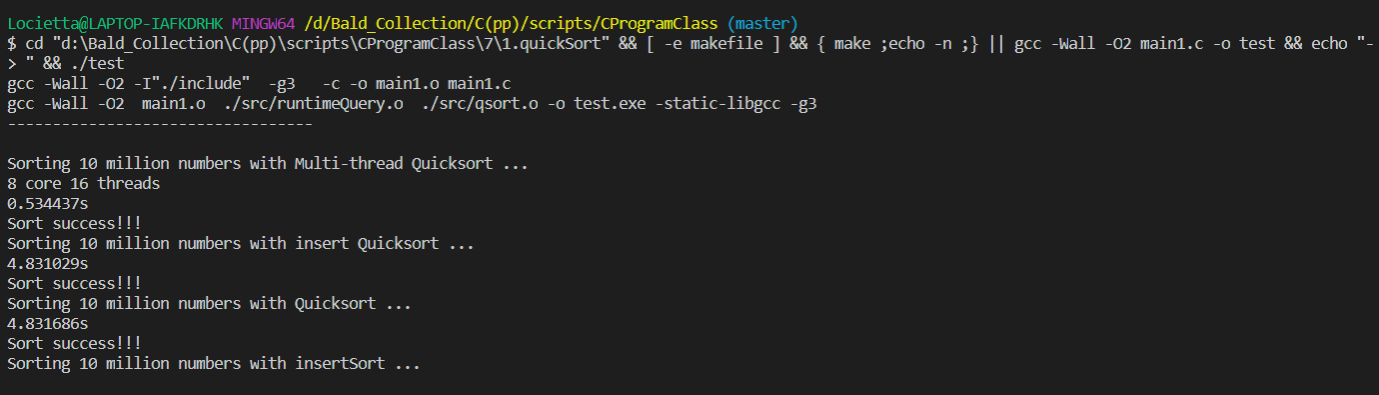 Locietta@LAPTOP-IAFKDRHK MINGW64 /d/Bald_Collection/C(pp)/scripts/CProgramClass (master)
$ cd "d:\Bald_Collection\C(pp)\scripts\CProgramClass\7\1.quickSort" && [ -e makefile ] && { make ;echo -n ;} || gcc -Wall -O2 main1.c -o test && echo "-
> " && ./test
gcc -Wall -O2 -I"./include"  -g3   -c -o main1.o main1.c
gcc -Wall -O2  main1.o  ./src/runtimeQuery.o  ./src/qsort.o -o test.exe -static-libgcc -g3
----------------------------------
Sorting 10 million numbers with Multi-thread Quicksort ...
8 core 16 threads
0.534437s
Sort success!!!
Sorting 10 million numbers with insert Quicksort ...
4.831029s
Sort success!!!
Sorting 10 million numbers with Quicksort ...
4.831686s
Sort success!!!
Sorting 10 million numbers with insertSort ...